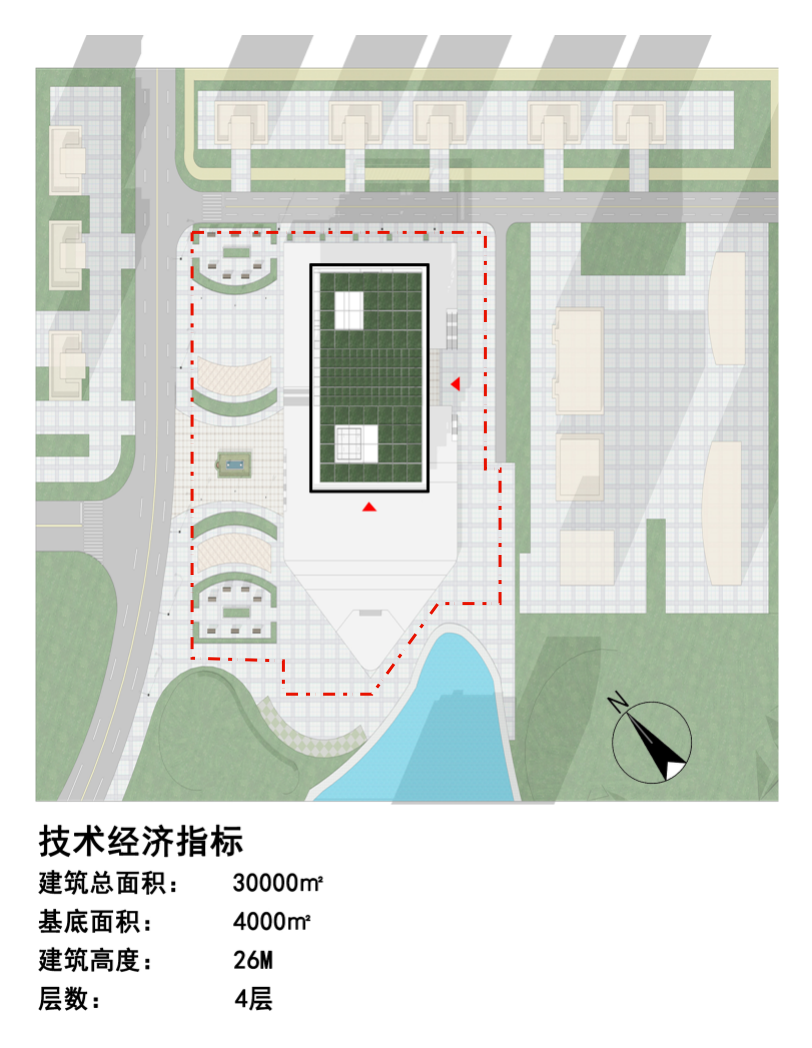 N
技术经济指标
建筑总面积： 30000㎡
基底面积： 4000㎡
建筑高度： 26M
层数： 4层